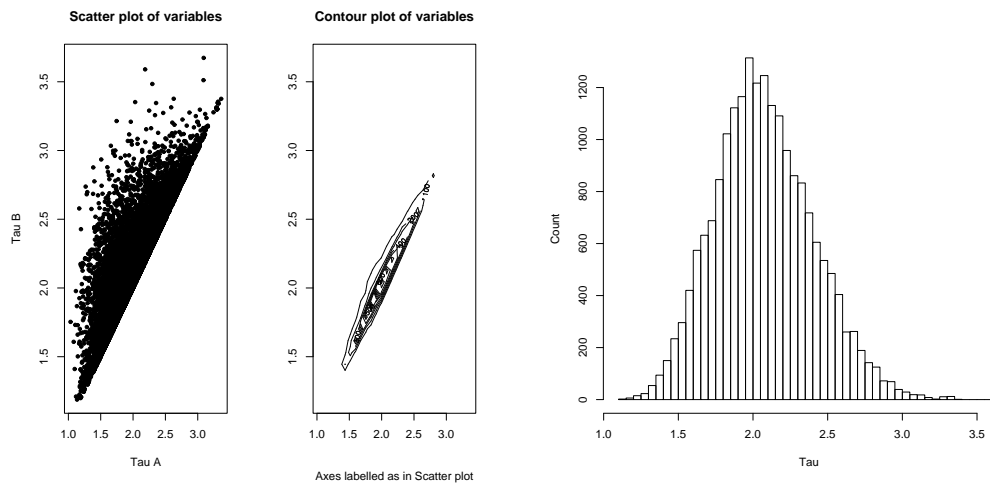 Scatter plot of variables
Tau B
3.5
3.0
2.5
2.0
1.5
1.0 1.5 2.0 2.5 3.0
Tau A
Contour plot of variables
3.5
3.0
2.5
2.0
1.5
1.0 1.5 2.0 2.5 3.0
Axes labelled as in Scatter plot
Count
1200
1000
800
600
400
200
0
1.0 1.5 2.0 2.5 3.0 3.5
Tau